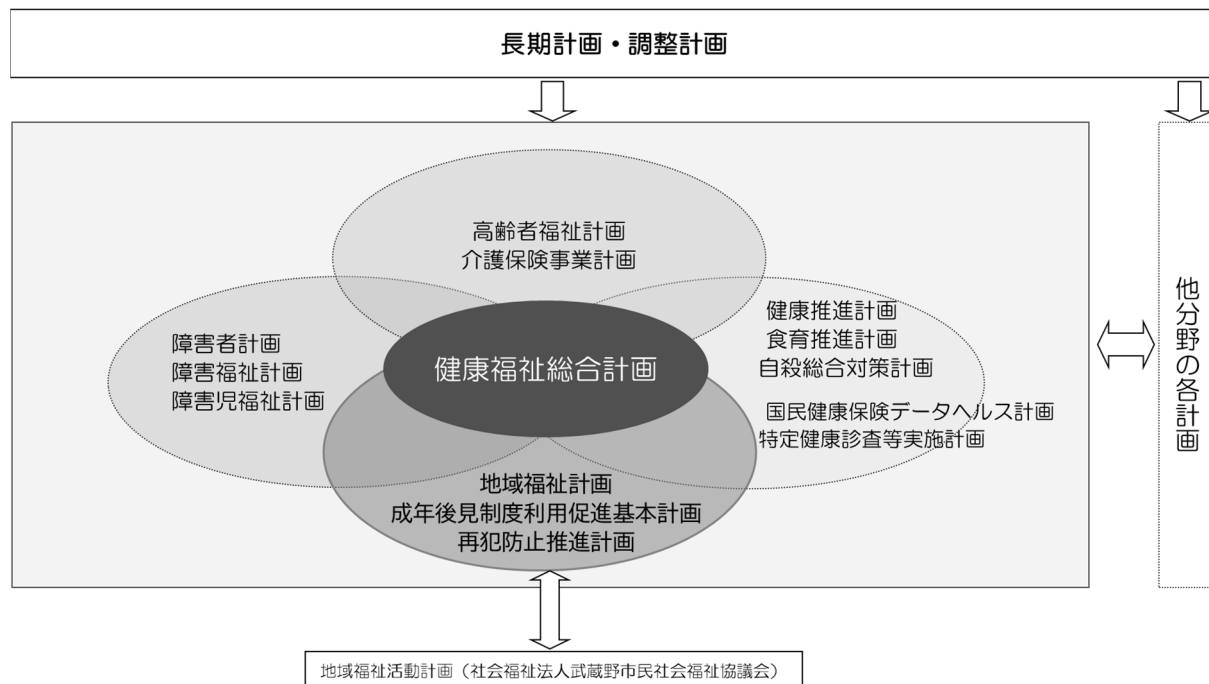 長期計画・調整計画
高齢者福祉計画
介護保険事業計画
障害者計画
障害福祉計画
障害児福祉計画
健康福祉総合計画
健康推進計画
食育推進計画
自殺総合対策計画
国民健康保険データヘルス計画
特定健康診査等実施計画
地域福祉計画
成年後見制度利用促進基本計画
再犯防止推進計画
他分野の各計画
地域福祉活動計画（社会福祉法人武蔵野市民社会福祉協議会）